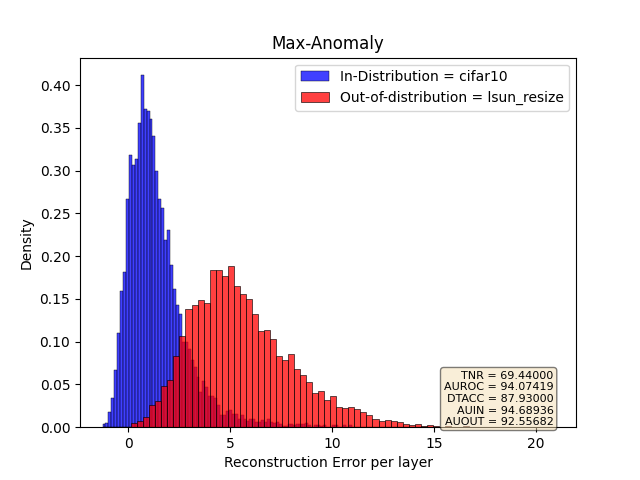 Max-Anomaly
In-Distribution = cifar10
Out-of-distribution = lsun_resize
0.40
0.35
0.30
0.25
0.20
0.15
0.10
0.05
0.00
Density
TNR = 69.44000
AUROC = 94.07419
DTACC = 87.93000
AUIN = 94.68936
AUOUT = 92.55682
0 5 10 15 20
Reconstruction Error per layer